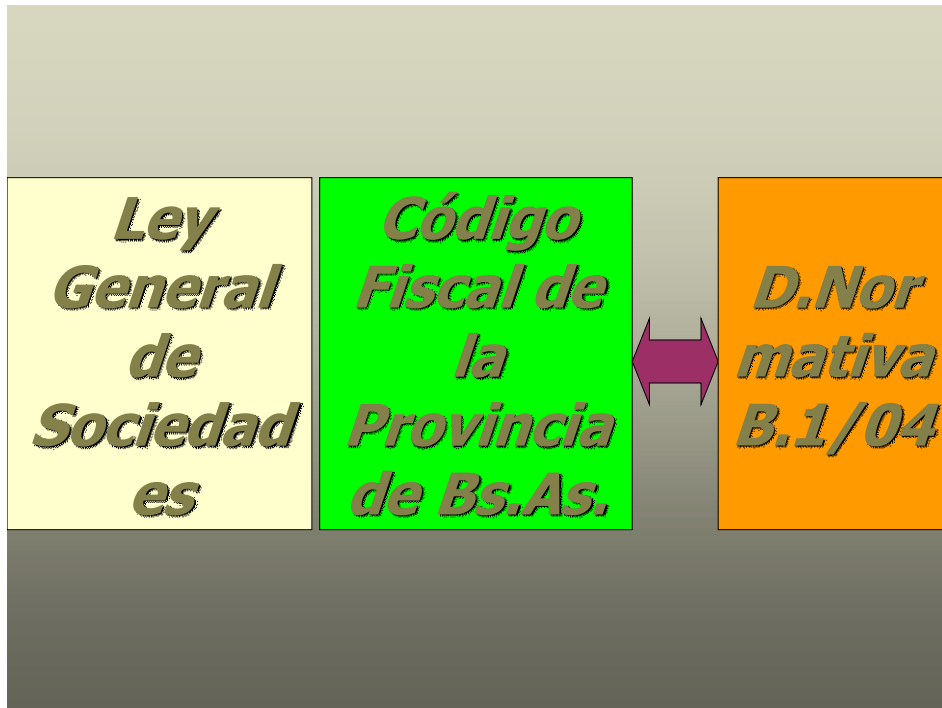 Ley
General
de
Sociedad
es
Código
Fiscal de
la
Provincia
de Bs.As.
D.Nor
mativa
B.1/04